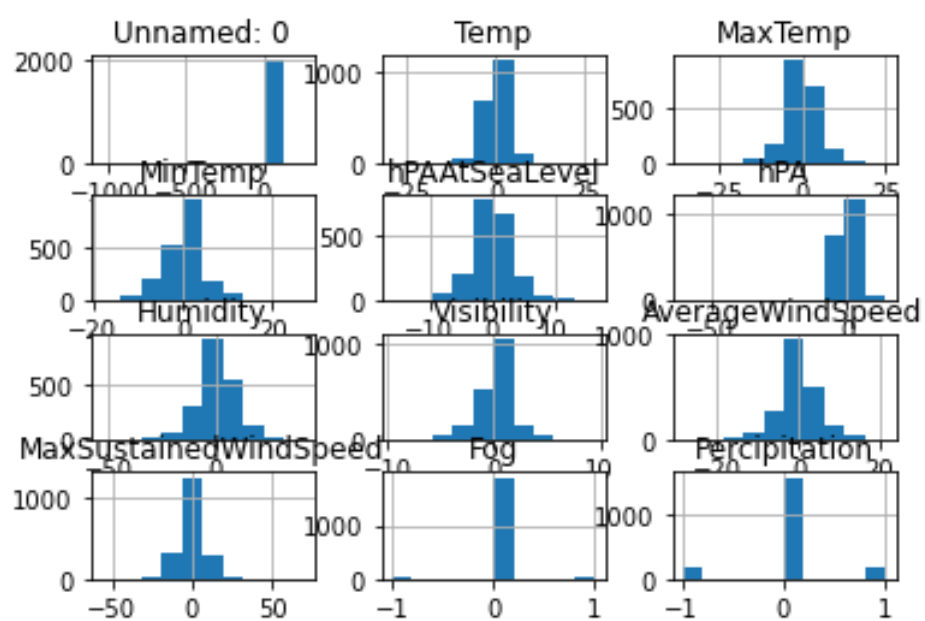 Unnamed: 0 Temp MaxTemp
2000 1000 500
0 0 0
−1000 −500 0 −25 0 25 −25 0 25
MinTemp hPAAtSeaLevel hPA
500 500 1000
0 0 0
−20 0 20 −10 0 10 −50 0
Humidity Visibility AverageWindSpeed
500 1000 1000
0 0 0
−50 0 −10 0 10 −20 0 20
MaxSustainedWindSpeed Fog Percipitation
1000 1000 1000
0 0 0
−50 0 50 −1 0 1 −1 0 1